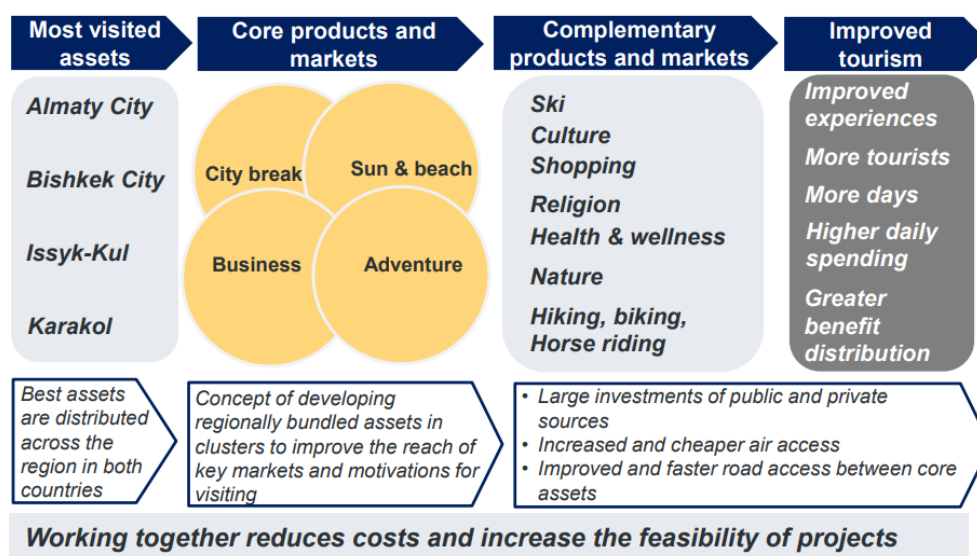 Most visited
assets
Core products and
markets
Complementary
products and markets
Improved
tourism
Almaty City
Bishkek City
Issyk-Kul
Karakol
City break
Sun & beach
Business
Adventure
Ski
Culture
Shopping
Religion
Health & wellness
Nature
Hiking, biking,
Horse riding
Improved
experiences
More tourists
More days
Higher daily
spending
Greater
benefit
distribution
Best assets
are distributed
across the
region in both
countries
Concept of developing
regionally bundled assets in
clusters to improve the reach of
key markets and motivations for
visiting
• Large investments of public and private
sources
• Increased and cheaper air access
• Improved and faster road access between core
assets
Working together reduces costs and increase the feasibility of projects